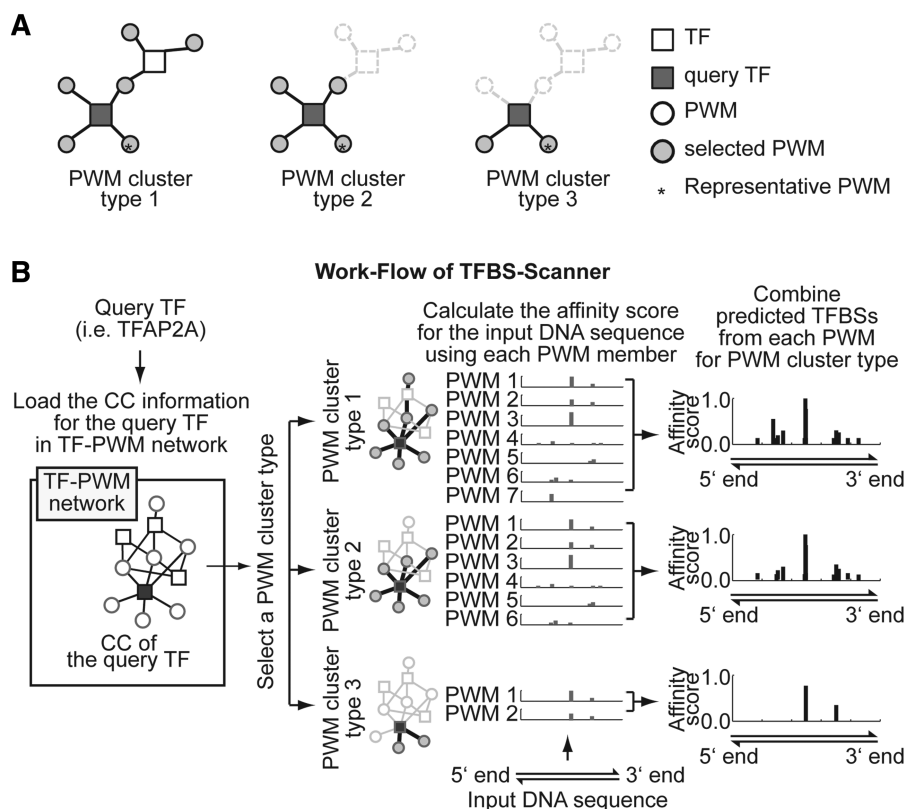 A
PWM cluster
type 1
PWM cluster
type 2
PWM cluster
type 3
TF
query TF
PWM
selected PWM
* Representative PWM
*
*
*
B
Work-Flow of TFBS-Scanner
Query TF
(i.e. TFAP2A)
Load the CC information
for the query TF
in TF-PWM network
TF-PWM
network
CC of
the query TF
Select a PWM cluster type
Calculate the affinity score
for the input DNA sequence
using each PWM member
Combine
predicted TFBSs
from each PWM
for PWM cluster type
PWM cluster
type 1
PWM 1
PWM 2
PWM 3
PWM 4
PWM 5
PWM 6
PWM 7
Affinity
score
1.0
0.0
5‘ end
3‘ end
PWM cluster
type 2
PWM 1
PWM 2
PWM 3
PWM 4
PWM 5
PWM 6
Affinity
score
1.0
0.0
5‘ end
3‘ end
PWM cluster
type 3
PWM 1
PWM 2
Affinity
score
1.0
0.0
5‘ end
3‘ end
5‘ end
3‘ end
Input DNA sequence